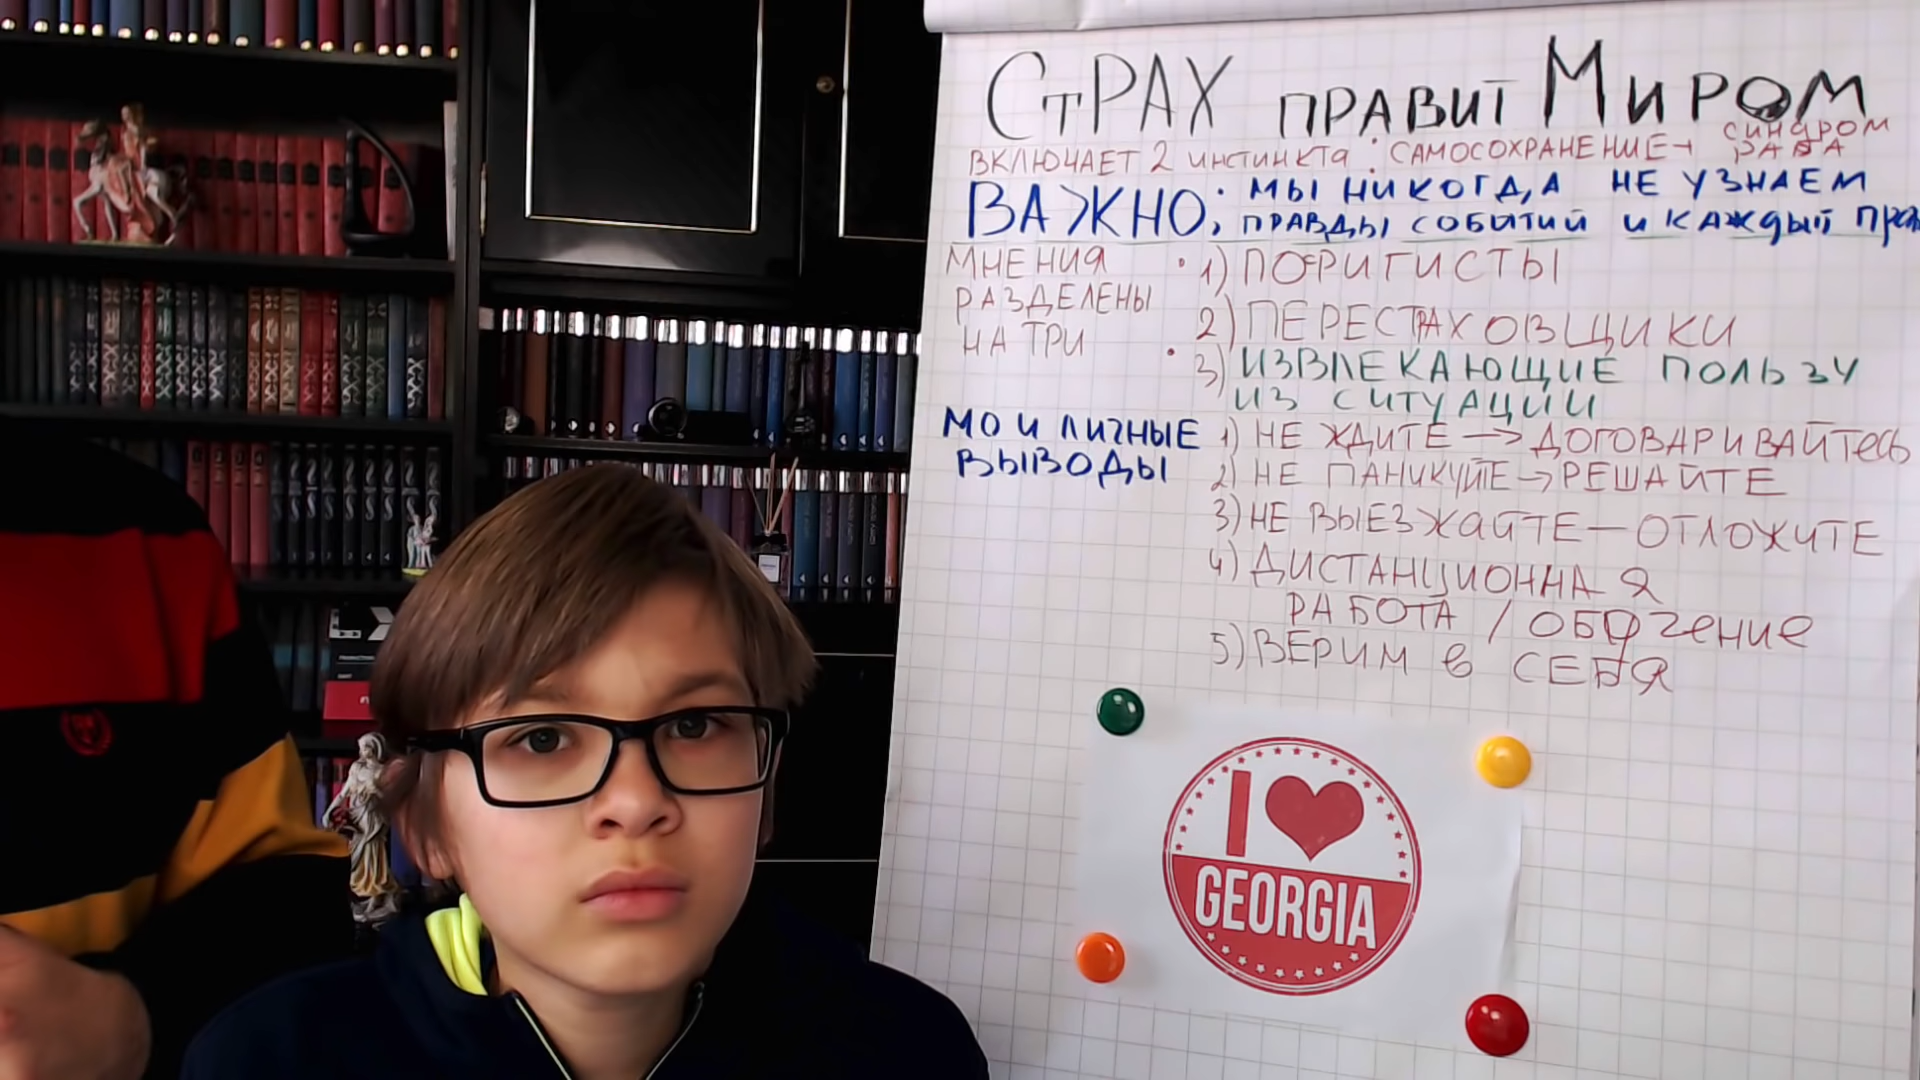 СТРАХ ПРАВИТ МИРОМ
ВКЛЮЧАЕТ 2 ИНСТИНКТА: САМОСОХРАНЕНИЕ + СИНДРОМ РАБА
ВАЖНО: МЫ НИКОГДА НЕ УЗНАЕМ
ПРАВДЫ СОБЫТИЙ И КАЖДЫЙ
МНЕНИЯ
РАЗДЕЛЕНЫ
НА ТРИ
1) ПОФИГИСТЫ
2) ПЕРЕСТРАХОВЩИКИ
3) ИЗВЛЕКАЮЩИЕ ПОЛЬЗУ
ИЗ СИТУАЦИИ
МОИ ЛИЧНЫЕ
ВЫВОДЫ
1) НЕ ЖДИТЕ → ДОГОВАРИВАЙТЕСЬ
2) НЕ ПАНИКУЙТЕ → РЕШАЙТЕ
3) НЕ ВЫЕЗЖАЙТЕ — ОТЛОЖИТЕ
4) ДИСТАНЦИОННАЯ
РАБОТА / ОБУЧЕНИЕ
5) ВЕРИМ В СЕБЯ
I
GEORGIA